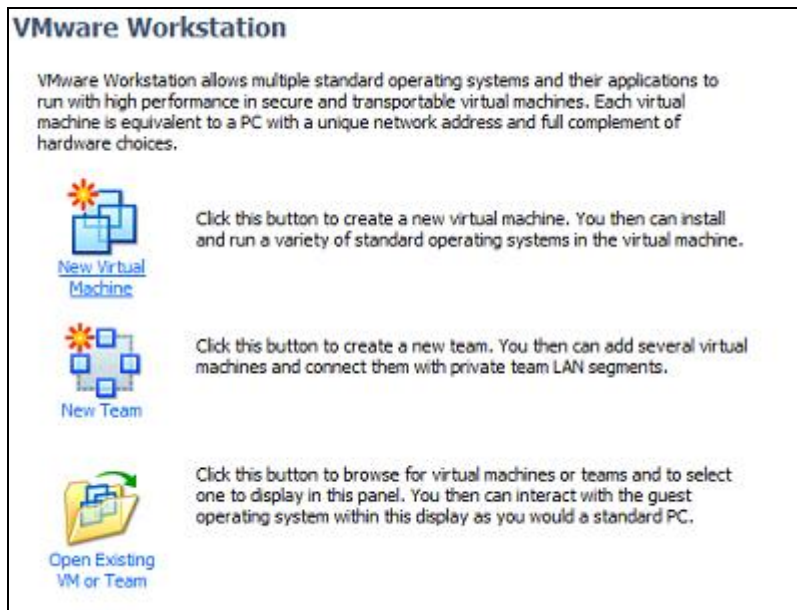 VMware Workstation
VMware Workstation allows multiple standard operating systems and their applications to
run with high performance in secure and transportable virtual machines. Each virtual
machine is equivalent to a PC with a unique network address and full complement of
hardware choices.
New Virtual
Machine
Click this button to create a new virtual machine. You then can install
and run a variety of standard operating systems in the virtual machine.
New Team
Click this button to create a new team. You then can add several virtual
machines and connect them with private team LAN segments.
Open Existing
VM or Team
Click this button to browse for virtual machines or teams and to select
one to display in this panel. You then can interact with the guest
operating system within this display as you would a standard PC.